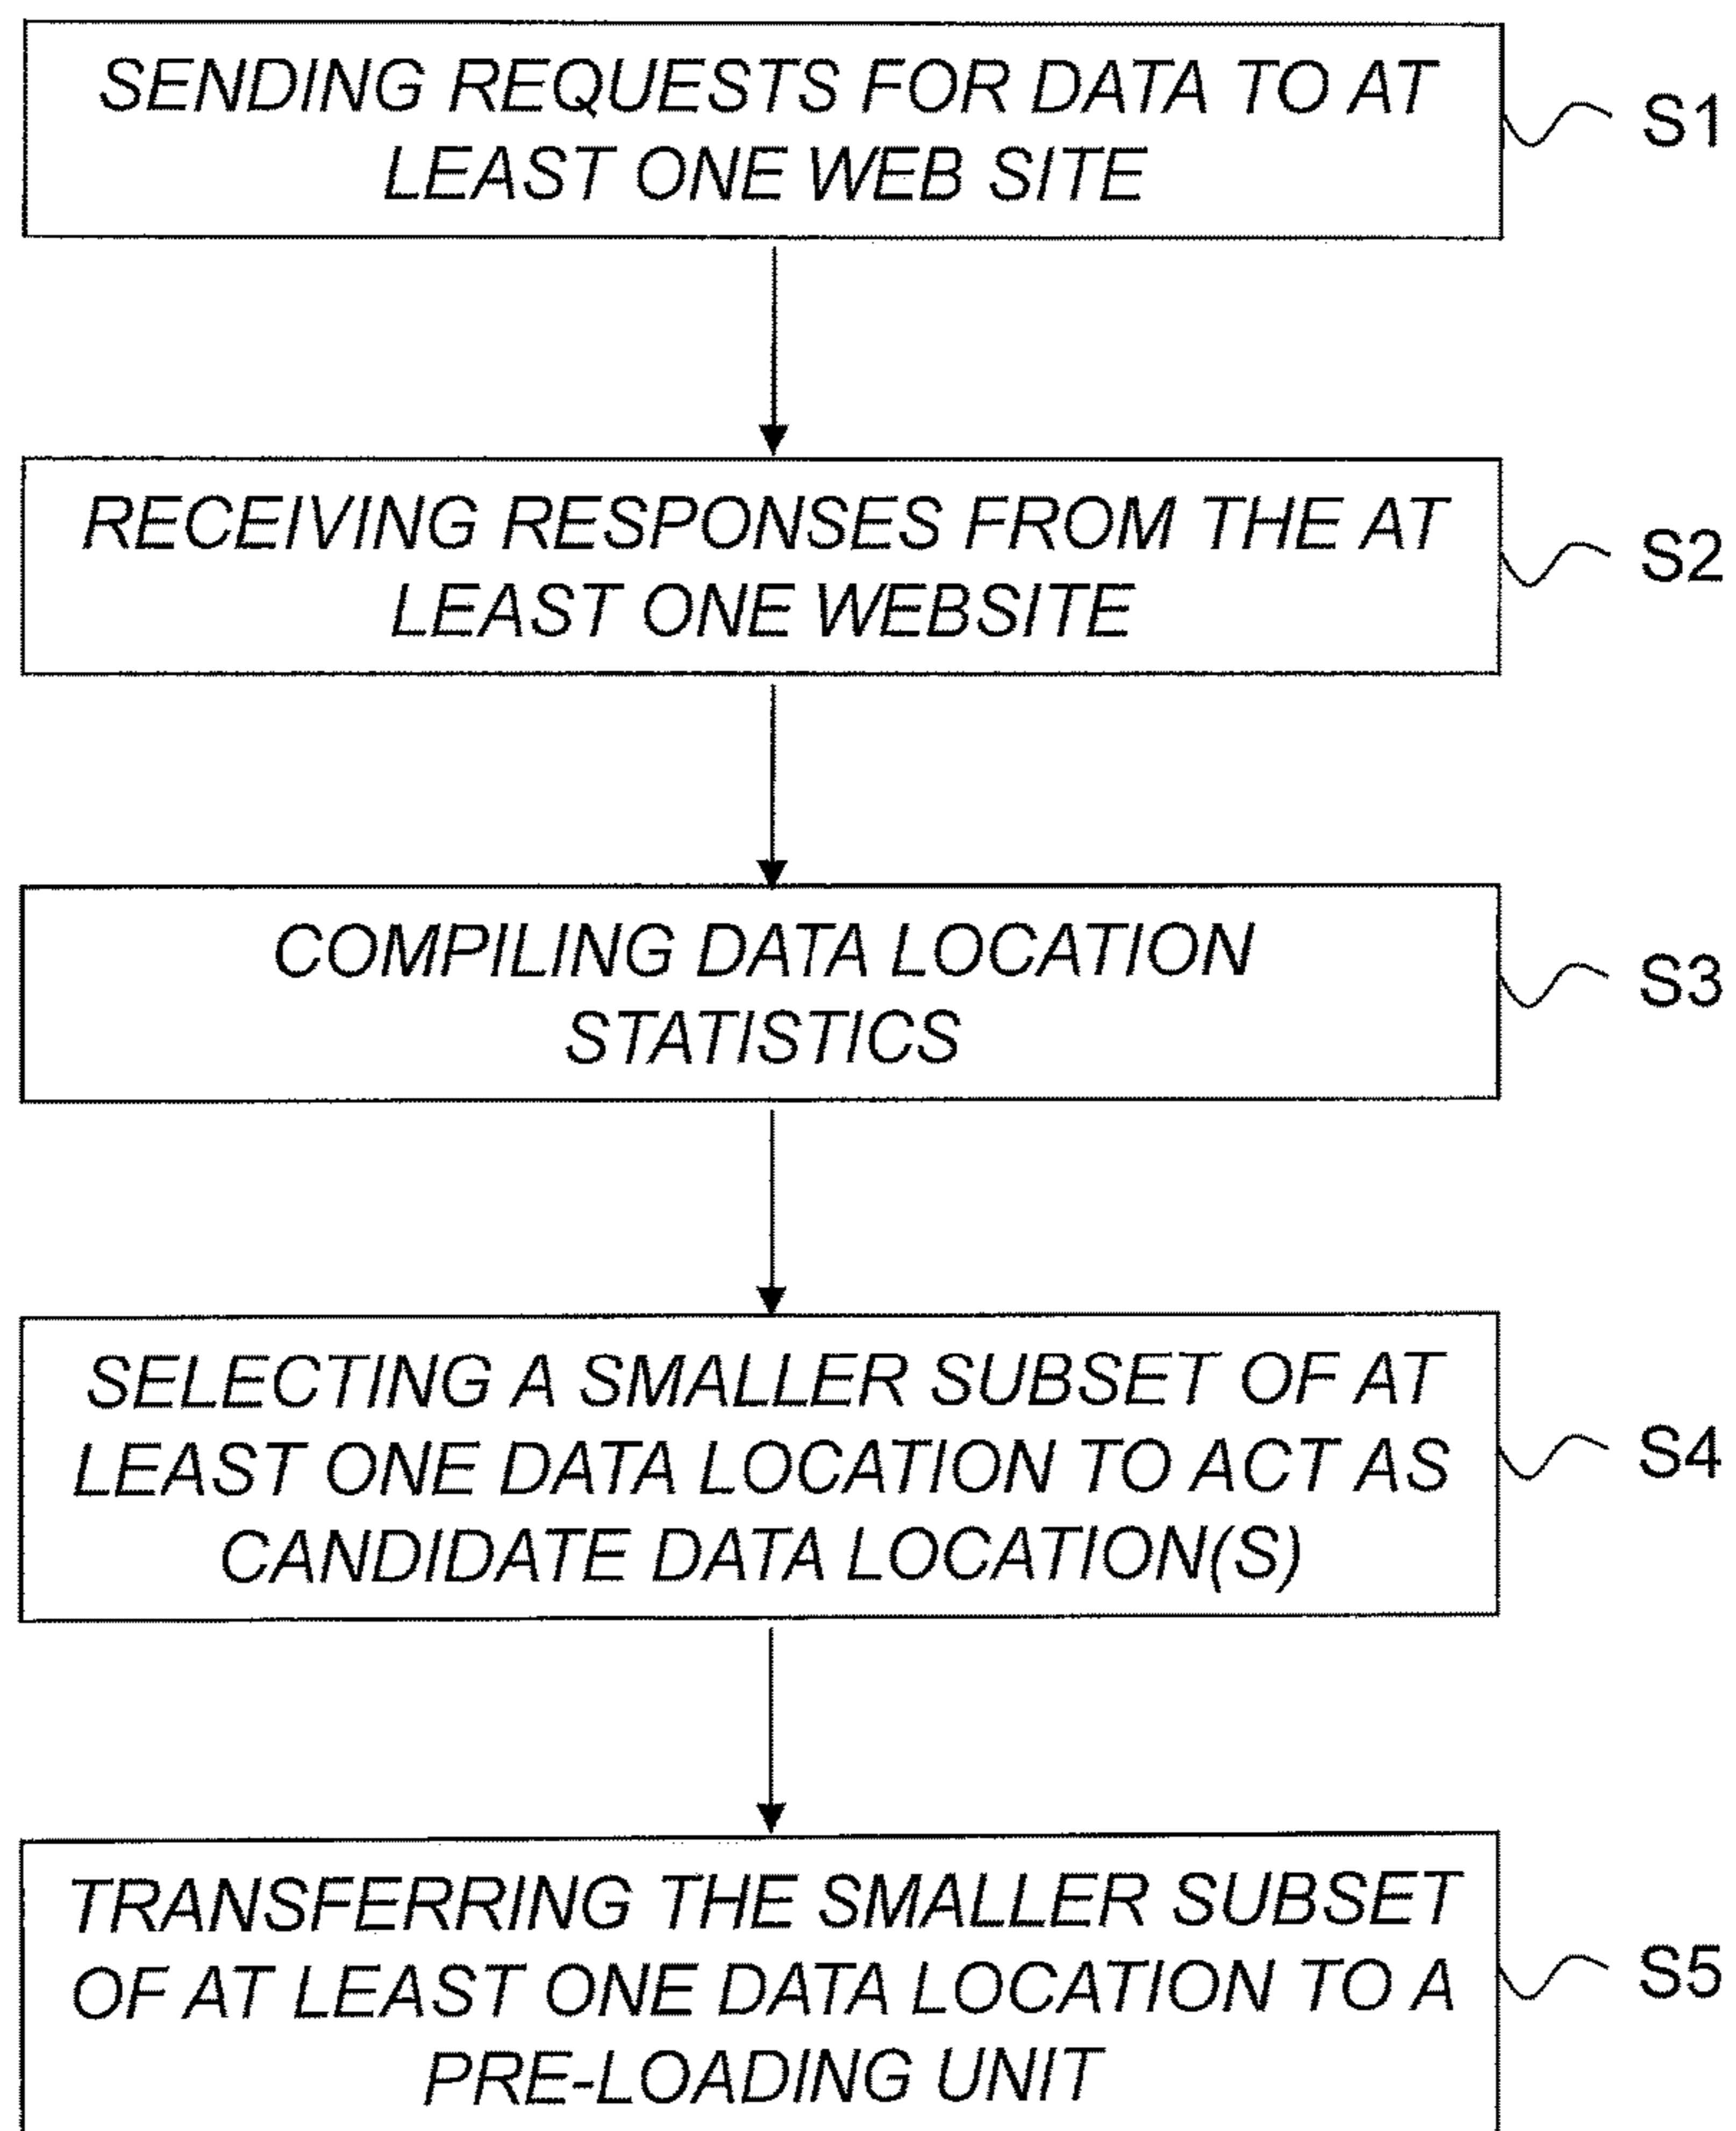 SENDING REQUESTS FOR DATA TO AT
LEAST ONE WEB SITE
S1
RECEIVING RESPONSES FROM THE AT
LEAST ONE WEBSITE
S2
COMPILING DATA LOCATION
STATISTICS
S3
SELECTING A SMALLER SUBSET OF AT
LEAST ONE DATA LOCATION TO ACT AS
CANDIDATE DATA LOCATION(S)
S4
TRANSFERRING THE SMALLER SUBSET
OF AT LEAST ONE DATA LOCATION TO A
PRE-LOADING UNIT
S5